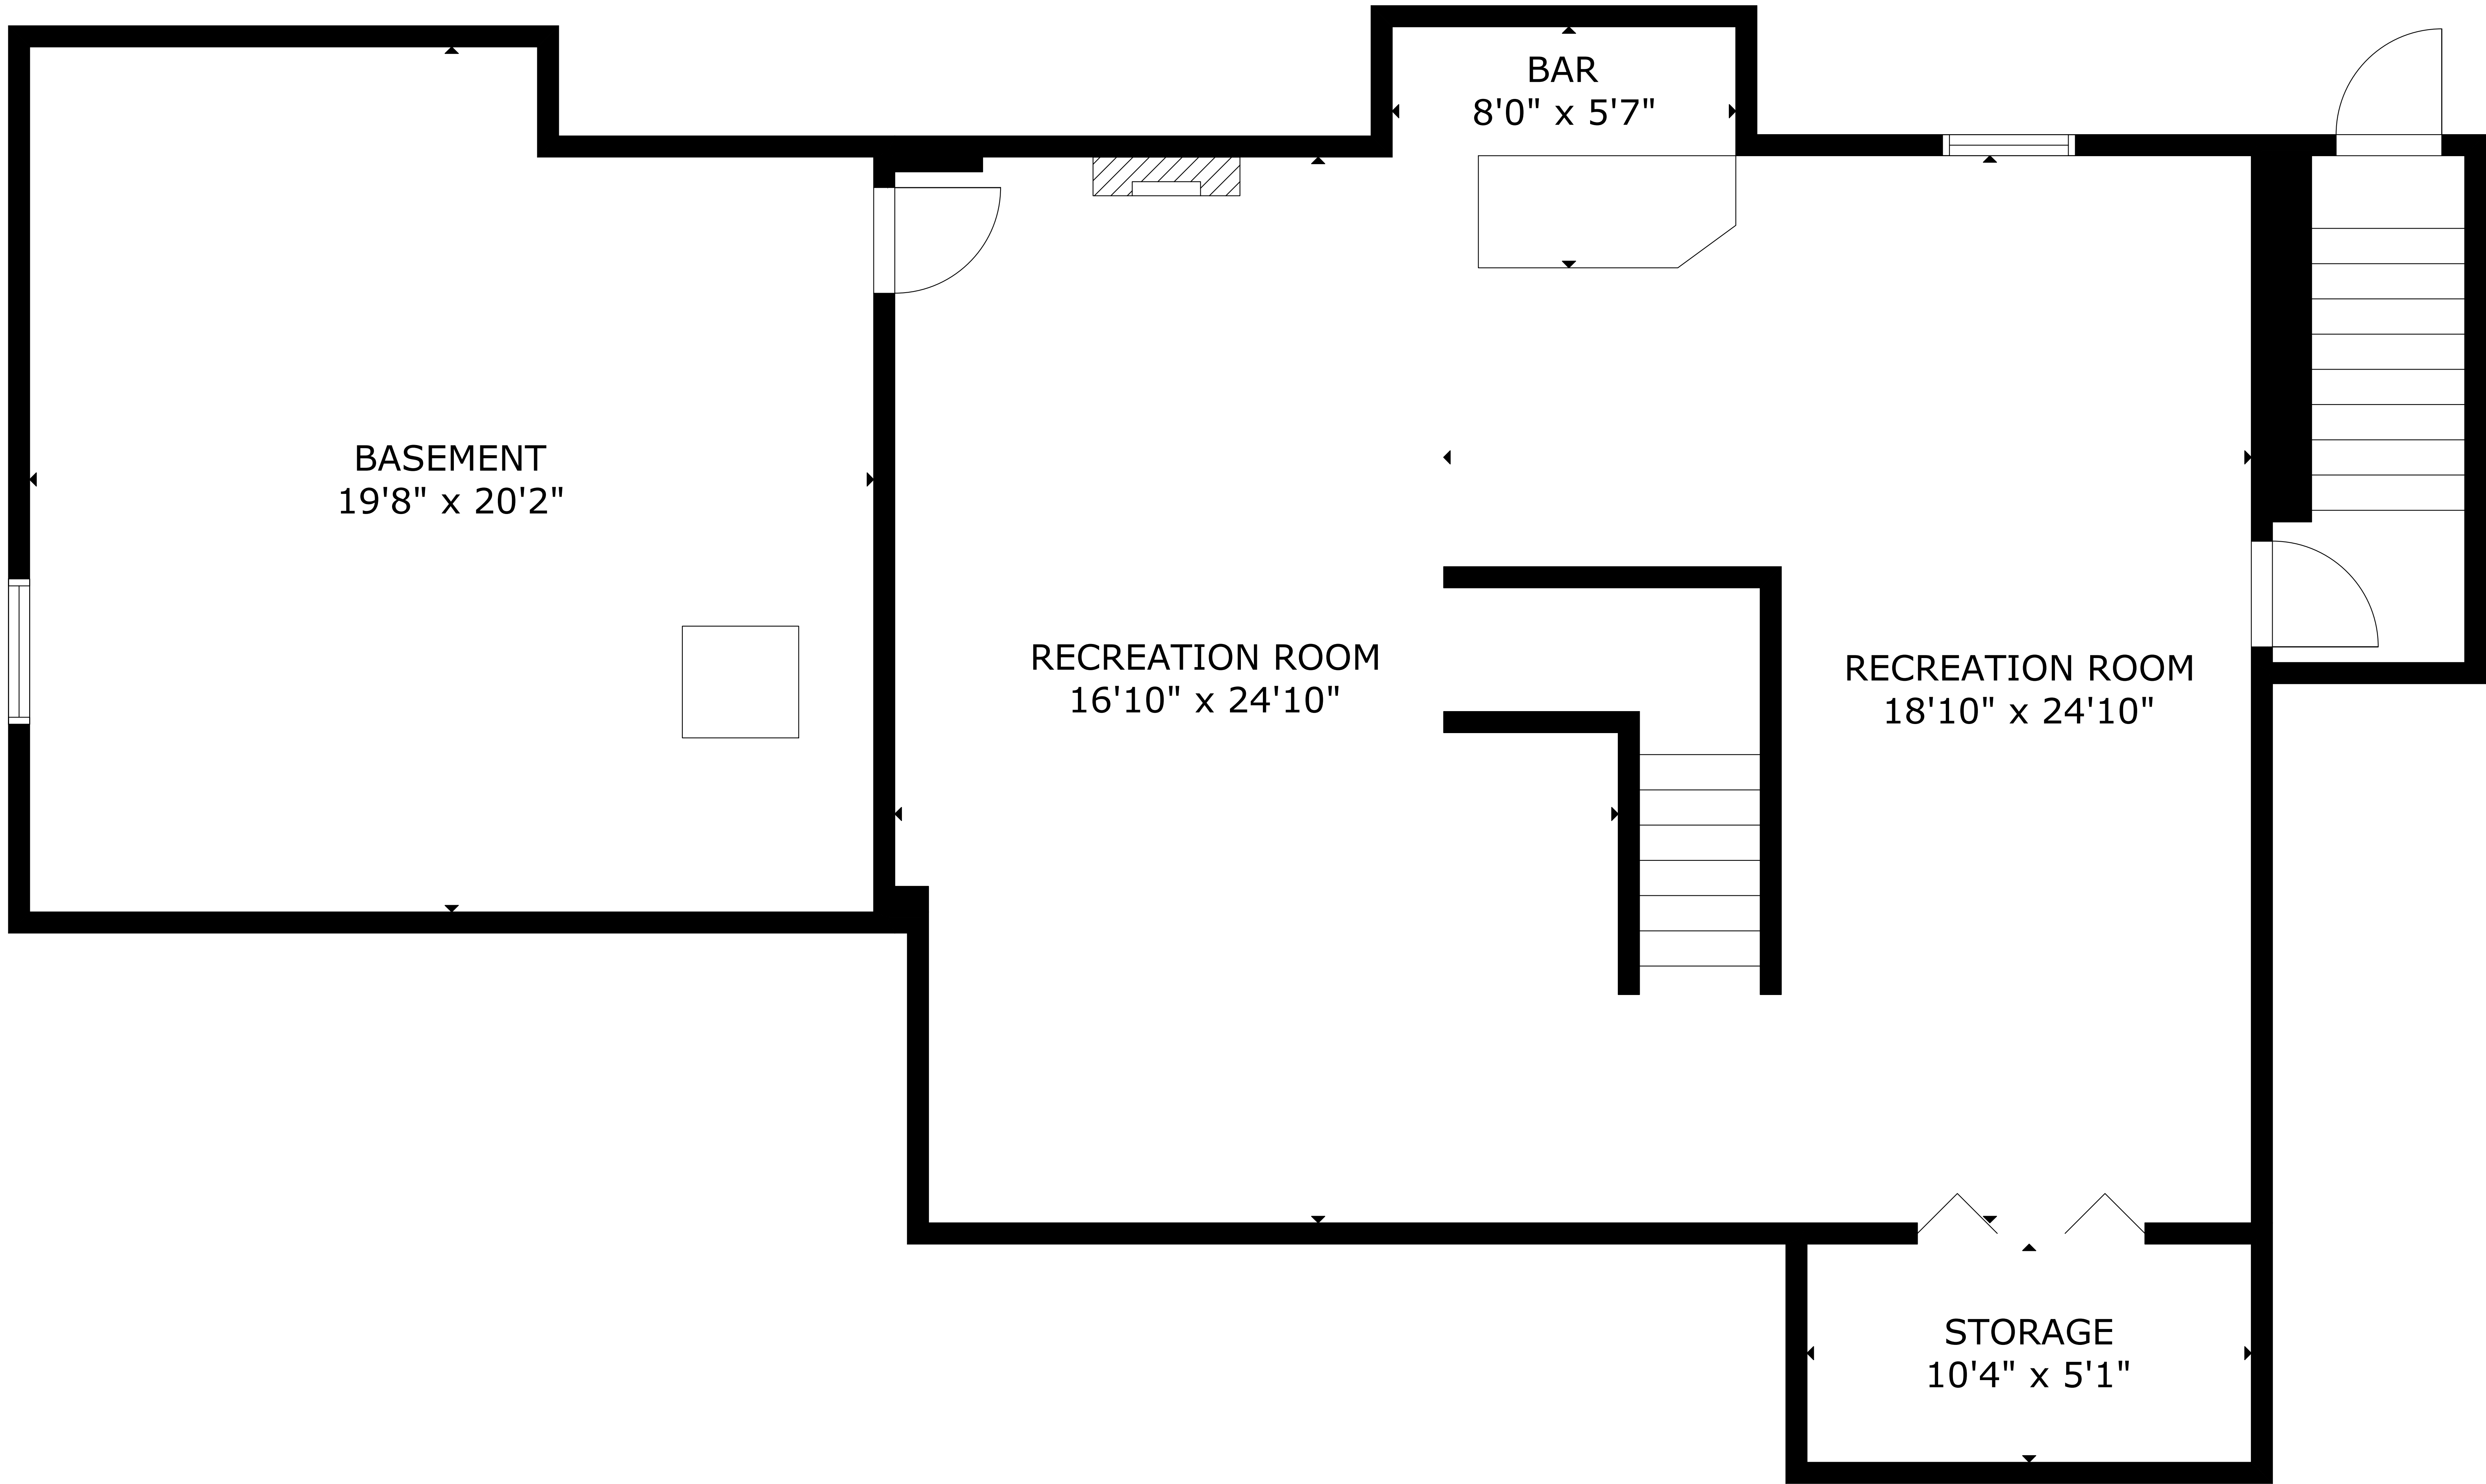 BAR
8'0" x 5'7"
BASEMENT
19'8" x 20'2"
RECREATION ROOM
16'10" x 24'10"
RECREATION ROOM
18'10" x 24'10"
STORAGE
10'4" x 5'1"